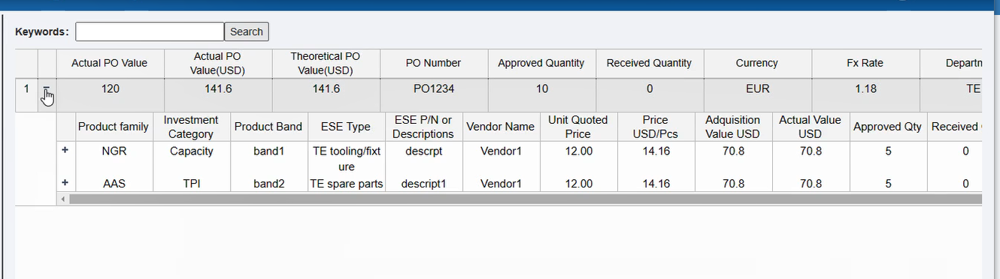 Keywords: Search
Actual PO Value Actual PO Value(USD) Theoretical PO Value(USD) PO Number Approved Quantity Received Quantity Currency Fx Rate Departm
1 − 120 141.6 141.6 PO1234 10 0 EUR 1.18 TE
Product family Investment Category Product Band ESE Type ESE P/N or Descriptions Vendor Name Unit Quoted Price Price USD/Pcs Adquisition Value USD Actual Value USD Approved Qty Received
+ NGR Capacity band1 TE tooling/fixt ure descrpt Vendor1 12.00 14.16 70.8 70.8 5 0
+ AAS TPI band2 TE spare parts descript1 Vendor1 12.00 14.16 70.8 70.8 5 0